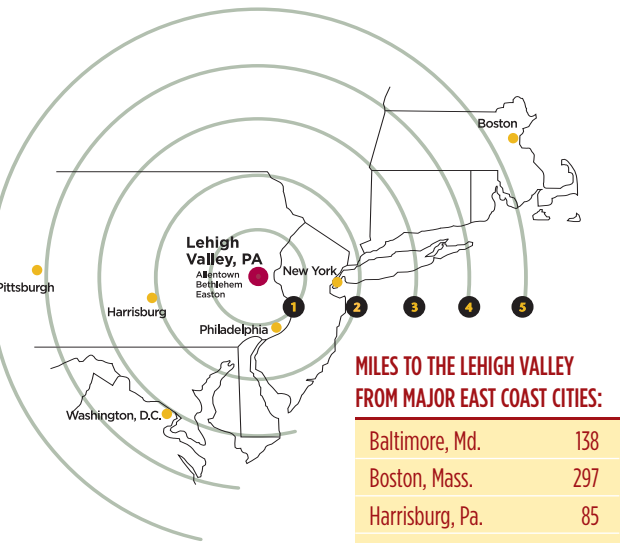 Boston
Lehigh
Valley, PA
Allentown
Bethlehem
Easton
New York
Pittsburgh
Harrisburg
1
2
3
4
5
Philadelphia
Washington, D.C.
MILES TO THE LEHIGH VALLEY
FROM MAJOR EAST COAST CITIES:
Baltimore, Md. 138
Boston, Mass. 297
Harrisburg, Pa. 85